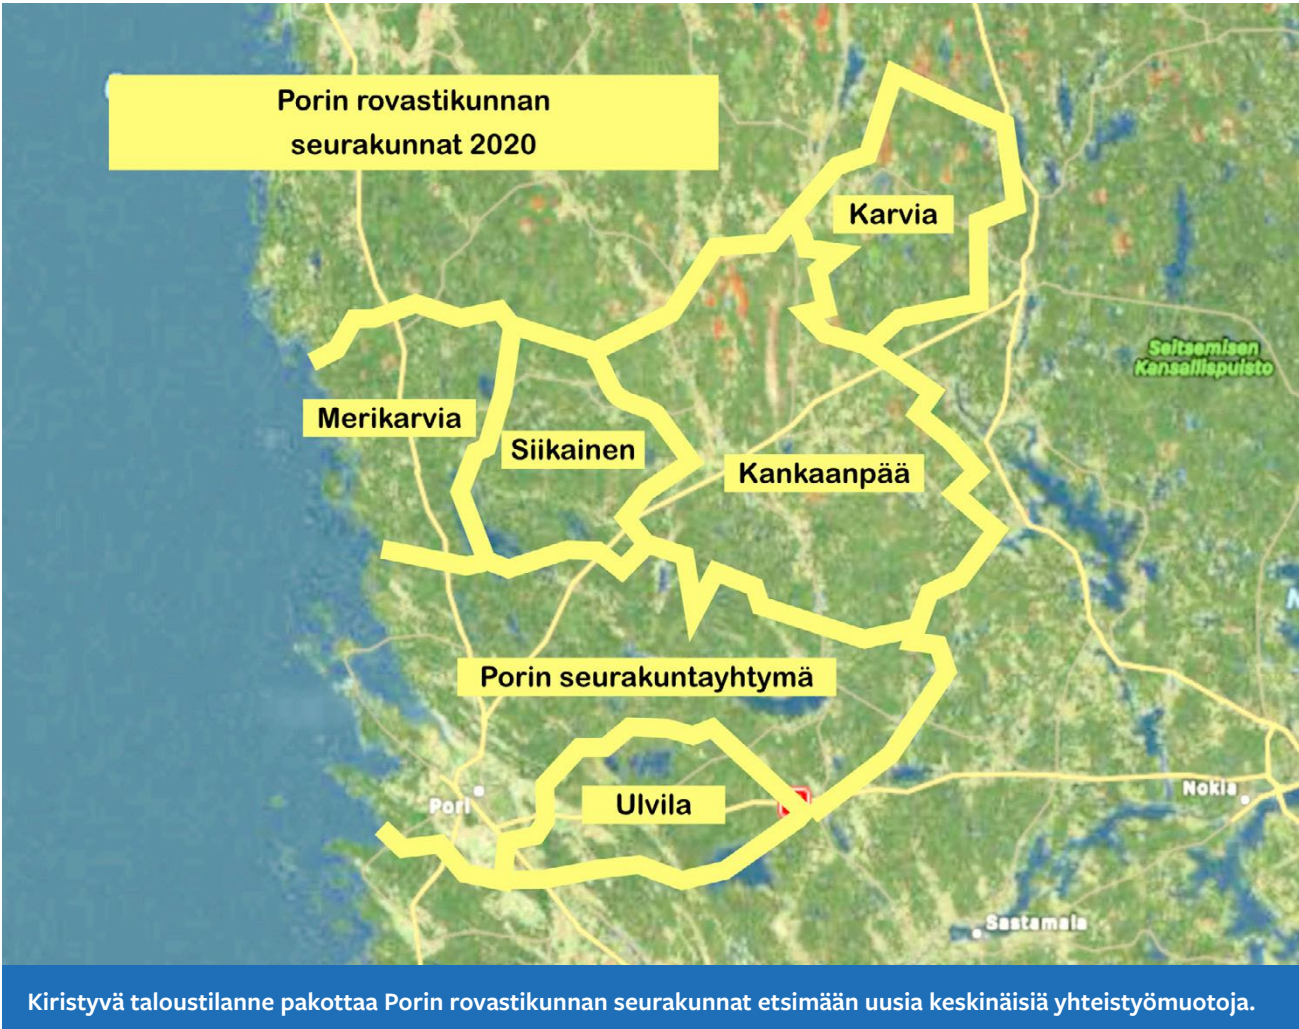 Porin rovastikunnan
seurakunnat 2020
Karvia
Seitsemisen
Kansallispuisto
Merikarvia
Siikainen
Kankaanpää
Porin seurakuntayhtymä
Nokia
Pori
Ulvila
Sastamala
Kiristyvä taloustilanne pakottaa Porin rovastikunnan seurakunnat etsimään uusia keskinäisiä yhteistyömuotoja.